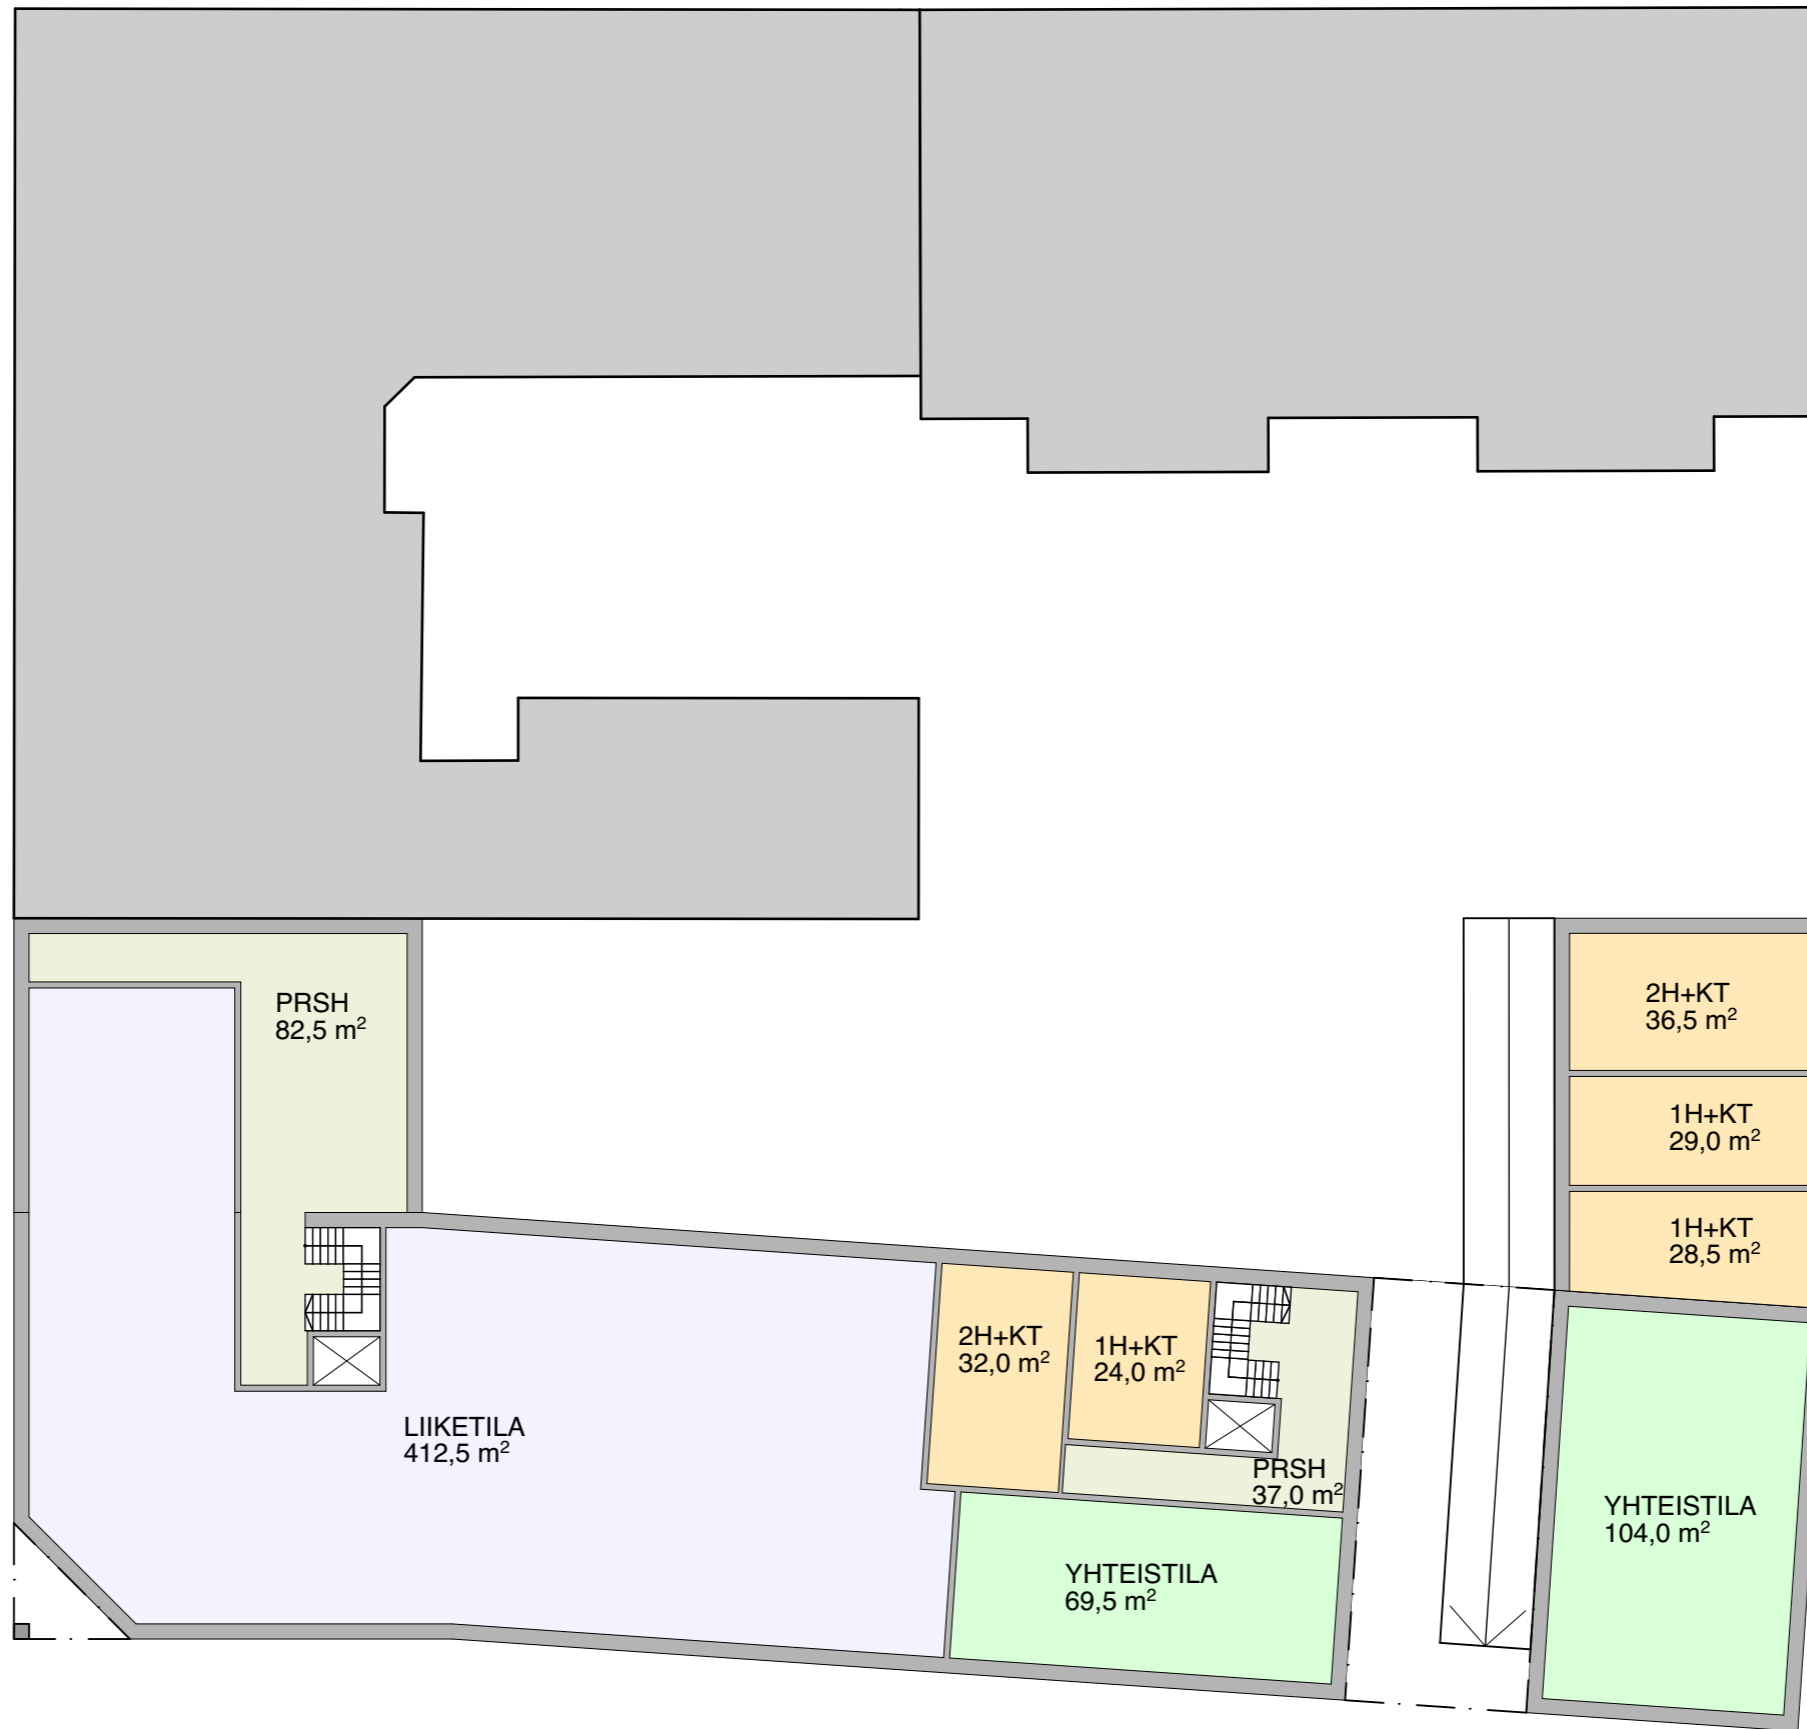 PRSH
82,5 m²
2H+KT
36,5 m²
1H+KT
29,0 m²
1H+KT
28,5 m²
2H+KT
32,0 m²
1H+KT
24,0 m²
LIIKETILA
412,5 m²
PRSH
37,0 m²
YHTEISTILA
104,0 m²
YHTEISTILA
69,5 m²